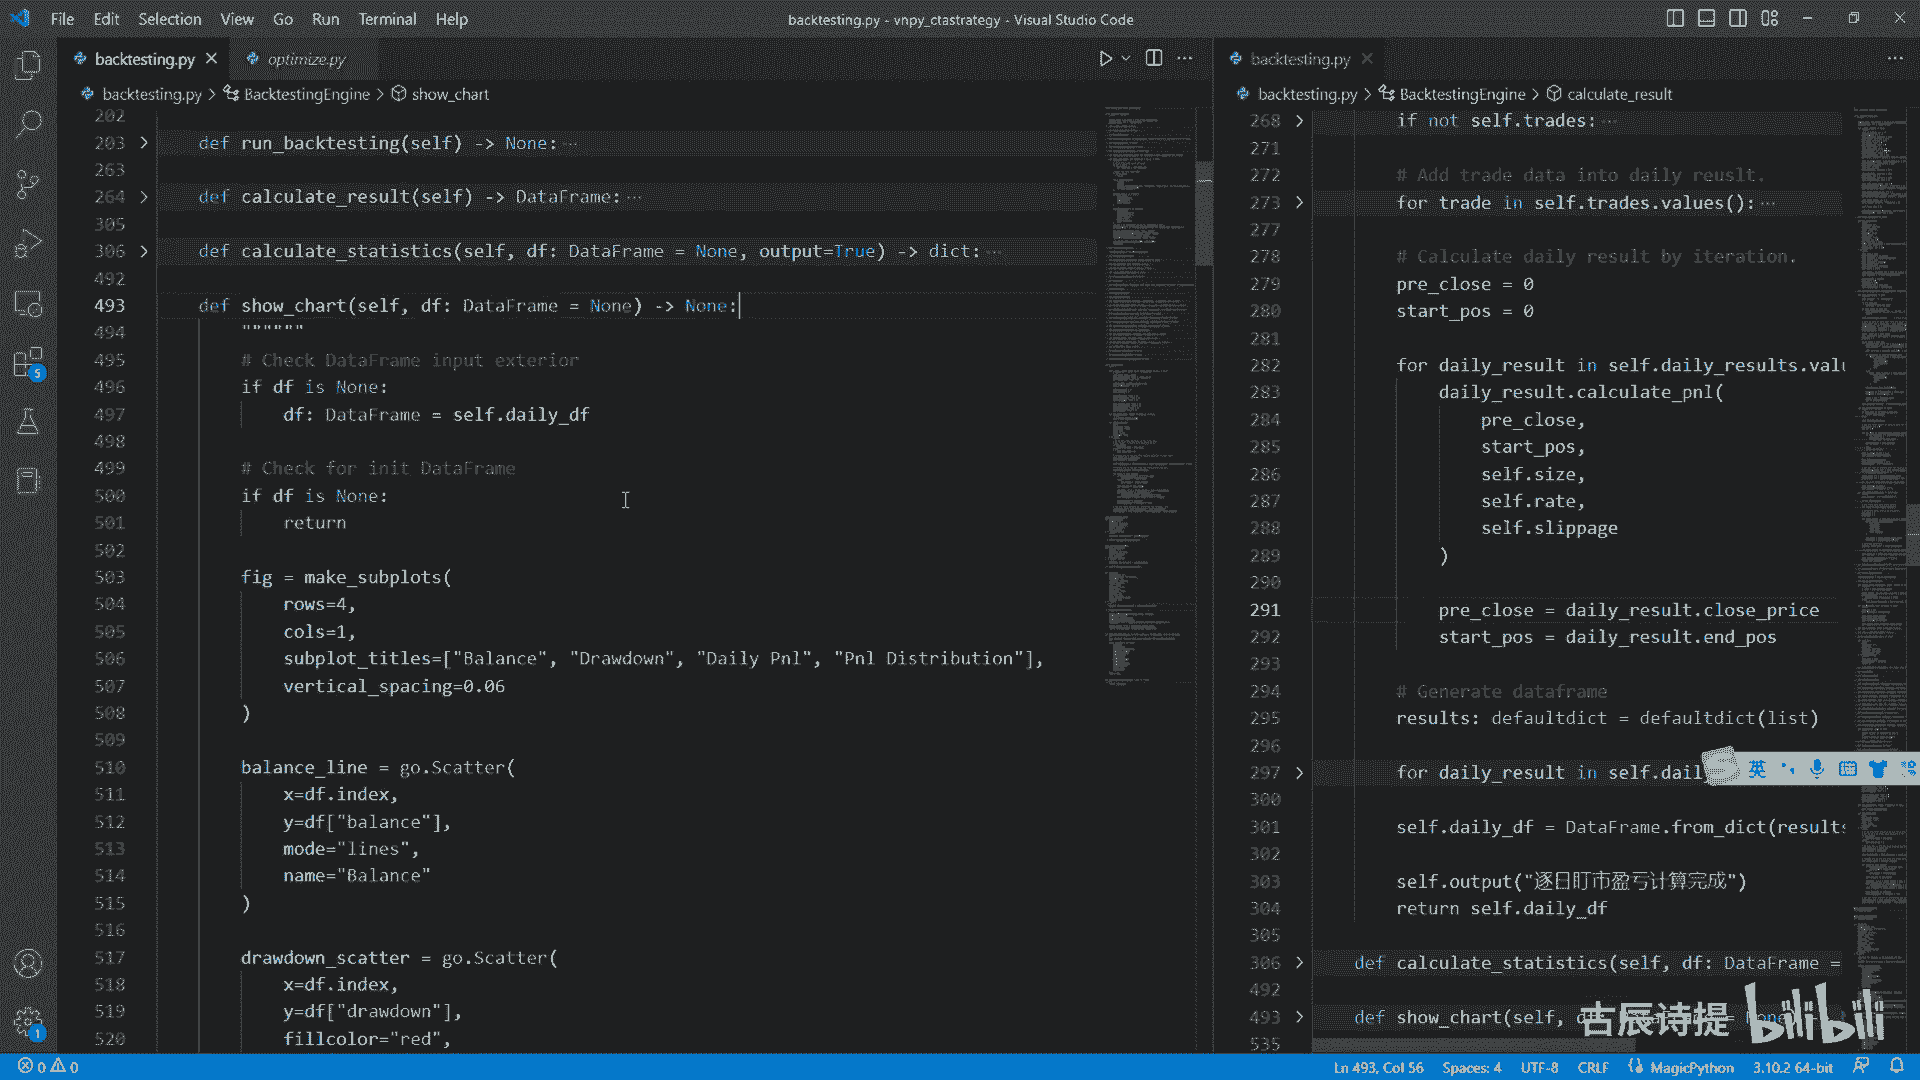 File Edit Selection View Go Run Terminal Help
backtesting.py - vnpy_ctastrategy - Visual Studio Code
backtesting.py
optimize.py
backtesting.py > BacktestingEngine > show_chart
202
203 def run_backtesting(self) -> None:
263
264 def calculate_result(self) -> DataFrame:
305
306 def calculate_statistics(self, df: DataFrame = None, output=True) -> dict:
492
493 def show_chart(self, df: DataFrame = None) -> None:
494 """"""
495 # Check DataFrame input exterior
496 if df is None:
497 df: DataFrame = self.daily_df
498
499 # Check for init DataFrame
500 if df is None:
501 return
502
503 fig = make_subplots(
504 rows=4,
505 cols=1,
506 subplot_titles=["Balance", "Drawdown", "Daily Pnl", "Pnl Distribution"],
507 vertical_spacing=0.06
508 )
509
510 balance_line = go.Scatter(
511 x=df.index,
512 y=df["balance"],
513 mode="lines",
514 name="Balance"
515 )
516
517 drawdown_scatter = go.Scatter(
518 x=df.index,
519 y=df["drawdown"],
520 fillcolor="red",
backtesting.py
backtesting.py > BacktestingEngine > calculate_result
268 if not self.trades:
271
272 # Add trade data into daily reuslt.
273 for trade in self.trades.values():
277
278 # Calculate daily result by iteration.
279 pre_close = 0
280 start_pos = 0
281
282 for daily_result in self.daily_results.valu
283 daily_result.calculate_pnl(
284 pre_close,
285 start_pos,
286 self.size,
287 self.rate,
288 self.slippage
289 )
290
291 pre_close = daily_result.close_price
292 start_pos = daily_result.end_pos
293
294 # Generate dataframe
295 results: defaultdict = defaultdict(list)
296
297 for daily_result in self.dail
英
300
301 self.daily_df = DataFrame.from_dict(results
302
303 self.output("逐日盯市盈亏计算完成")
304 return self.daily_df
305
306 def calculate_statistics(self, df: DataFrame =
492
493 def show_chart(self, d
535
古辰诗提 bilibili
5
1
0 0
Ln 493, Col 56 Spaces: 4 UTF-8 CRLF MagicPython 3.10.2 64-bit